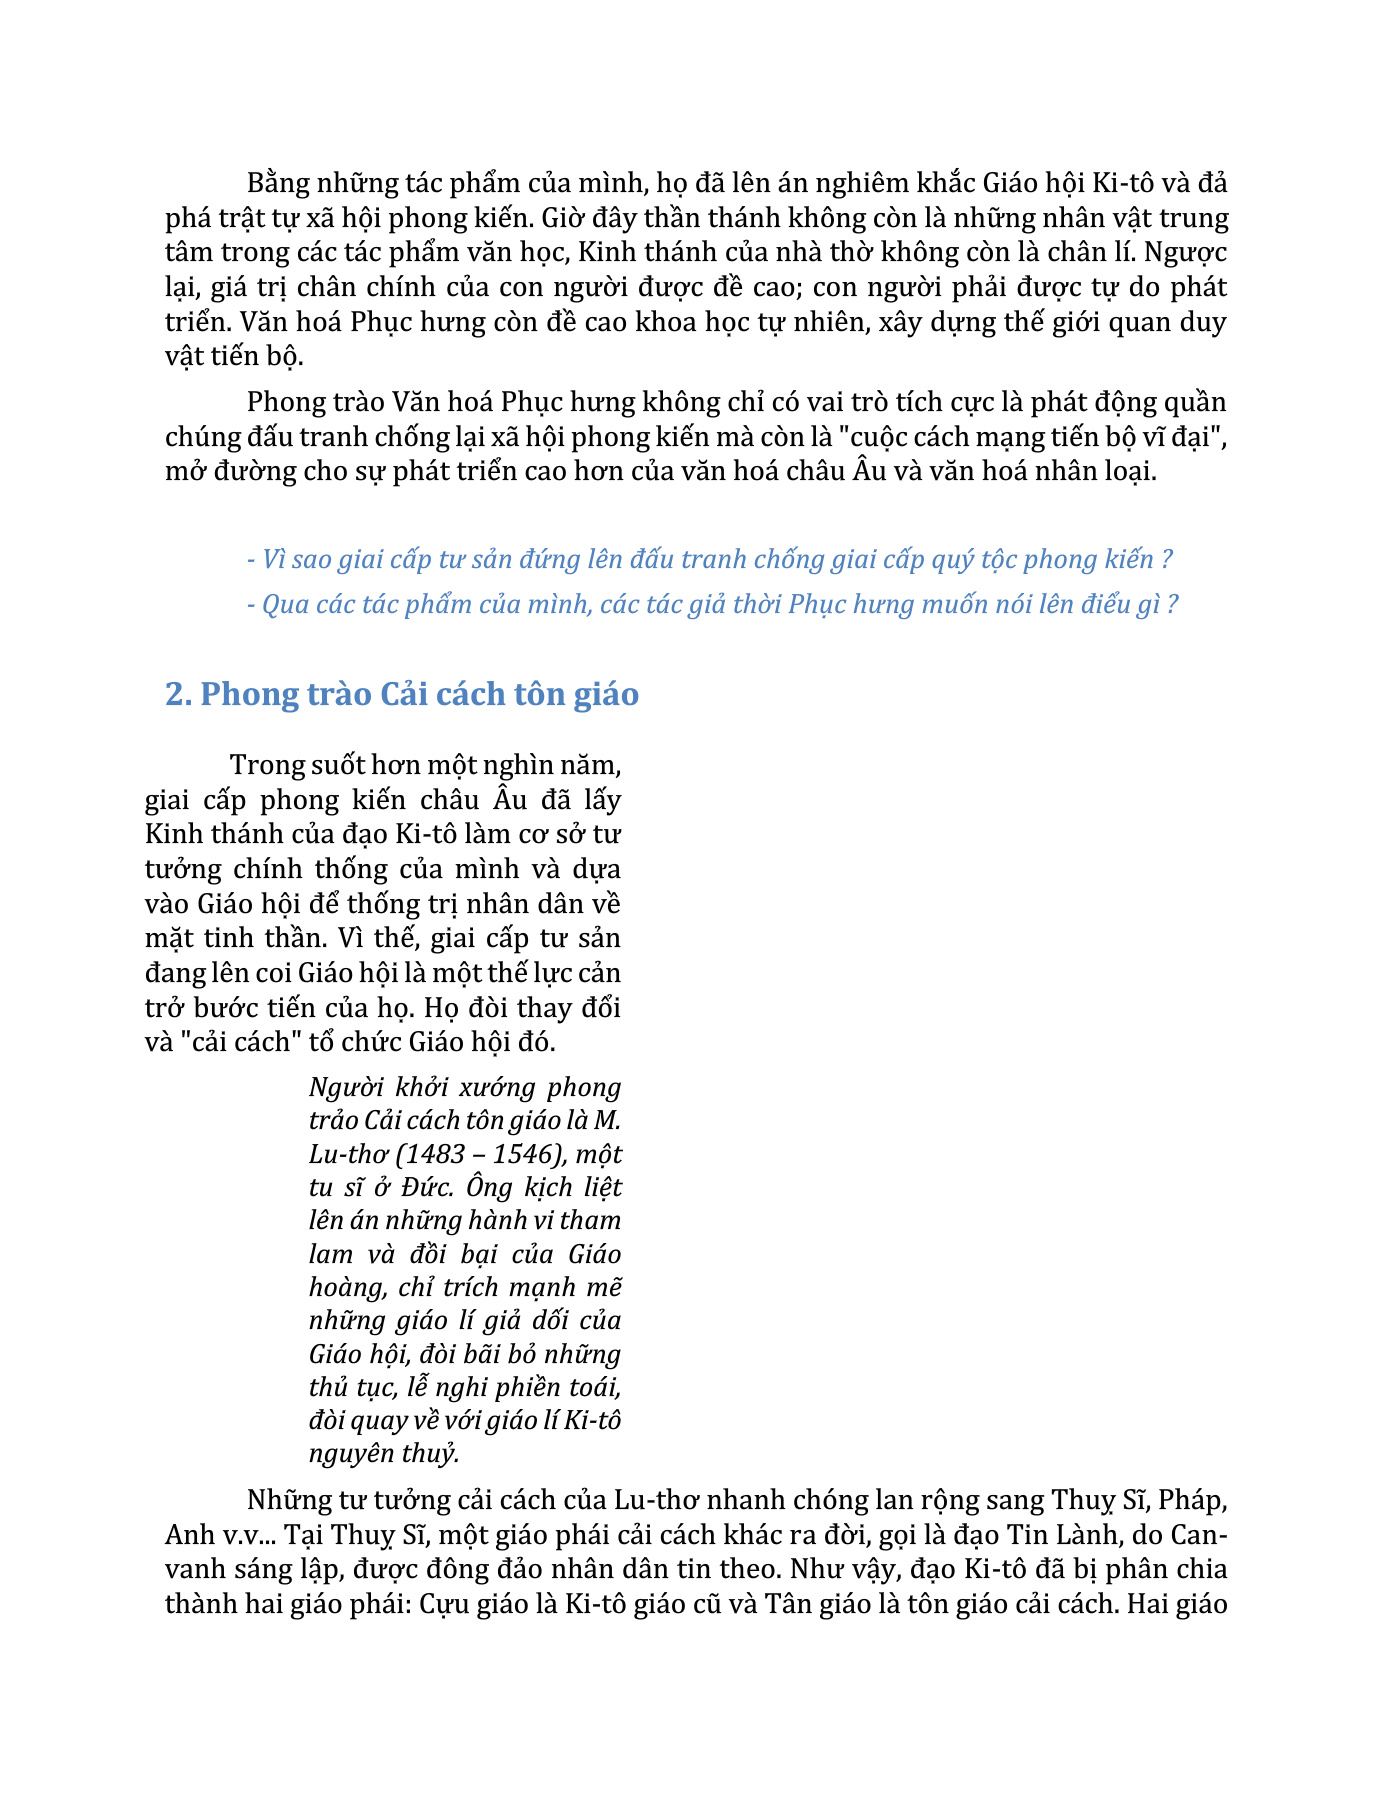 Bằng những tác phẩm của mình, họ đã lên án nghiêm khắc Giáo hội Ki-tô và đả
phá trật tự xã hội phong kiến. Giờ đây thần thánh không còn là những nhân vật trung
tâm trong các tác phẩm văn học, Kinh thánh của nhà thờ không còn là chân lí. Ngược
lại, giá trị chân chính của con người được đề cao; con người phải được tự do phát
triển. Văn hoá Phục hưng còn đề cao khoa học tự nhiên, xây dựng thế giới quan duy
vật tiến bộ.
Phong trào Văn hoá Phục hưng không chỉ có vai trò tích cực là phát động quần
chúng đấu tranh chống lại xã hội phong kiến mà còn là "cuộc cách mạng tiến bộ vĩ đại",
mở đường cho sự phát triển cao hơn của văn hoá châu Âu và văn hoá nhân loại.
- Vì sao giai cấp tư sản đứng lên đấu tranh chống giai cấp quý tộc phong kiến ?
- Qua các tác phẩm của mình, các tác giả thời Phục hưng muốn nói lên điểu gì ?
2. Phong trào Cải cách tôn giáo
Trong suốt hơn một nghìn năm,
giai cấp phong kiến châu Âu đã lấy
Kinh thánh của đạo Ki-tô làm cơ sở tư
tưởng chính thống của mình và dựa
vào Giáo hội để thống trị nhân dân về
mặt tinh thần. Vì thế, giai cấp tư sản
đang lên coi Giáo hội là một thế lực cản
trở bước tiến của họ. Họ đòi thay đổi
và "cải cách" tổ chức Giáo hội đó.
Người khởi xướng phong
trảo Cải cách tôn giáo là M.
Lu-thơ (1483 – 1546), một
tu sĩ ở Đức. Ông kịch liệt
lên án những hành vi tham
lam và đồi bại của Giáo
hoàng, chỉ trích mạnh mẽ
những giáo lí giả dối của
Giáo hội, đòi bãi bỏ những
thủ tục, lễ nghi phiền toái,
đòi quay về với giáo lí Ki-tô
nguyên thuỷ.
Những tư tưởng cải cách của Lu-thơ nhanh chóng lan rộng sang Thuỵ Sĩ, Pháp,
Anh v.v... Tại Thuỵ Sĩ, một giáo phái cải cách khác ra đời, gọi là đạo Tin Lành, do Can-
vanh sáng lập, được đông đảo nhân dân tin theo. Như vậy, đạo Ki-tô đã bị phân chia
thành hai giáo phái: Cựu giáo là Ki-tô giáo cũ và Tân giáo là tôn giáo cải cách. Hai giáo